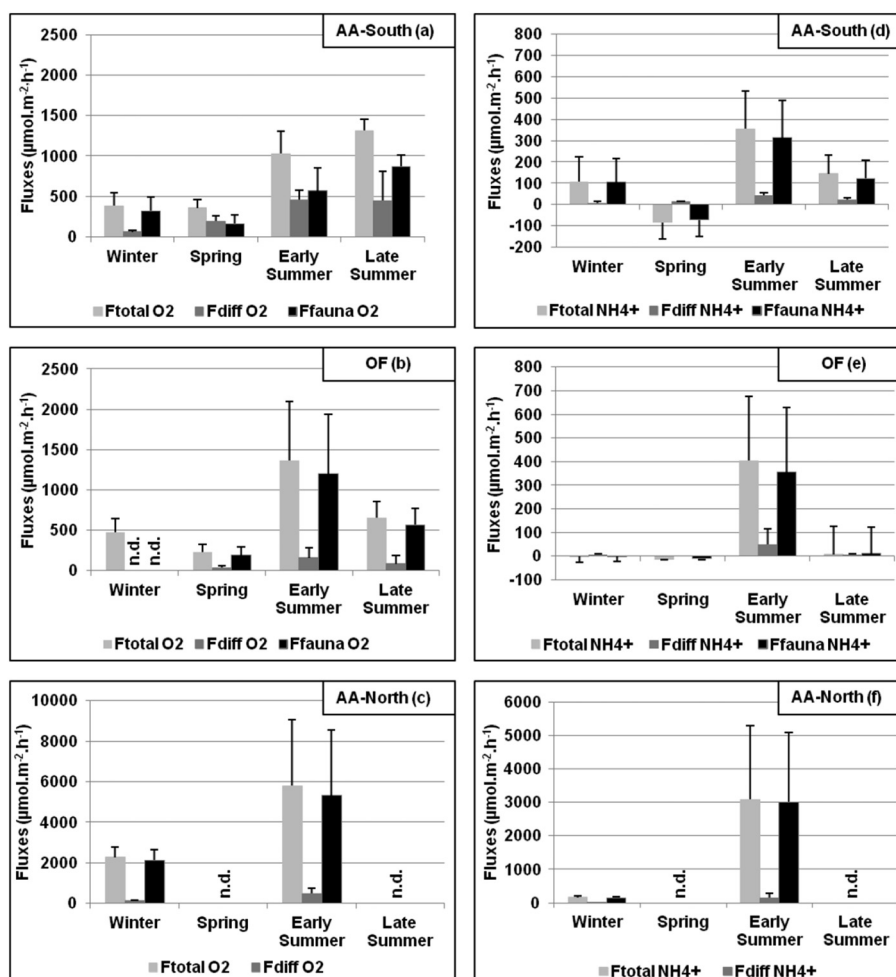 AA-South (a)
Fluxes (µmol.m-2.h-1)
2500
2000
1500
1000
500
0
Winter Spring Early Summer Late Summer
Ftotal O2 Fdiff O2 Ffauna O2
AA-South (d)
Fluxes (µmol.m-2.h-1)
800
700
600
500
400
300
200
100
0
-100
-200
Winter Spring Early Summer Late Summer
Ftotal NH4+ Fdiff NH4+ Ffauna NH4+
OF (b)
Fluxes (µmol.m-2.h-1)
2500
2000
1500
1000
500
0
n.d. n.d.
Winter Spring Early Summer Late Summer
Ftotal O2 Fdiff O2 Ffauna O2
OF (e)
Fluxes (µmol.m-2.h-1)
800
700
600
500
400
300
200
100
0
-100
Winter Spring Early Summer Late Summer
Ftotal NH4+ Fdiff NH4+ Ffauna NH4+
AA-North (c)
Fluxes (µmol.m-2.h-1)
10000
8000
6000
4000
2000
0
n.d. n.d.
Winter Spring Early Summer Late Summer
Ftotal O2 Fdiff O2
AA-North (f)
Fluxes (µmol.m-2.h-1)
6000
5000
4000
3000
2000
1000
0
n.d. n.d.
Winter Spring Early Summer Late Summer
Ftotal NH4+ Fdiff NH4+